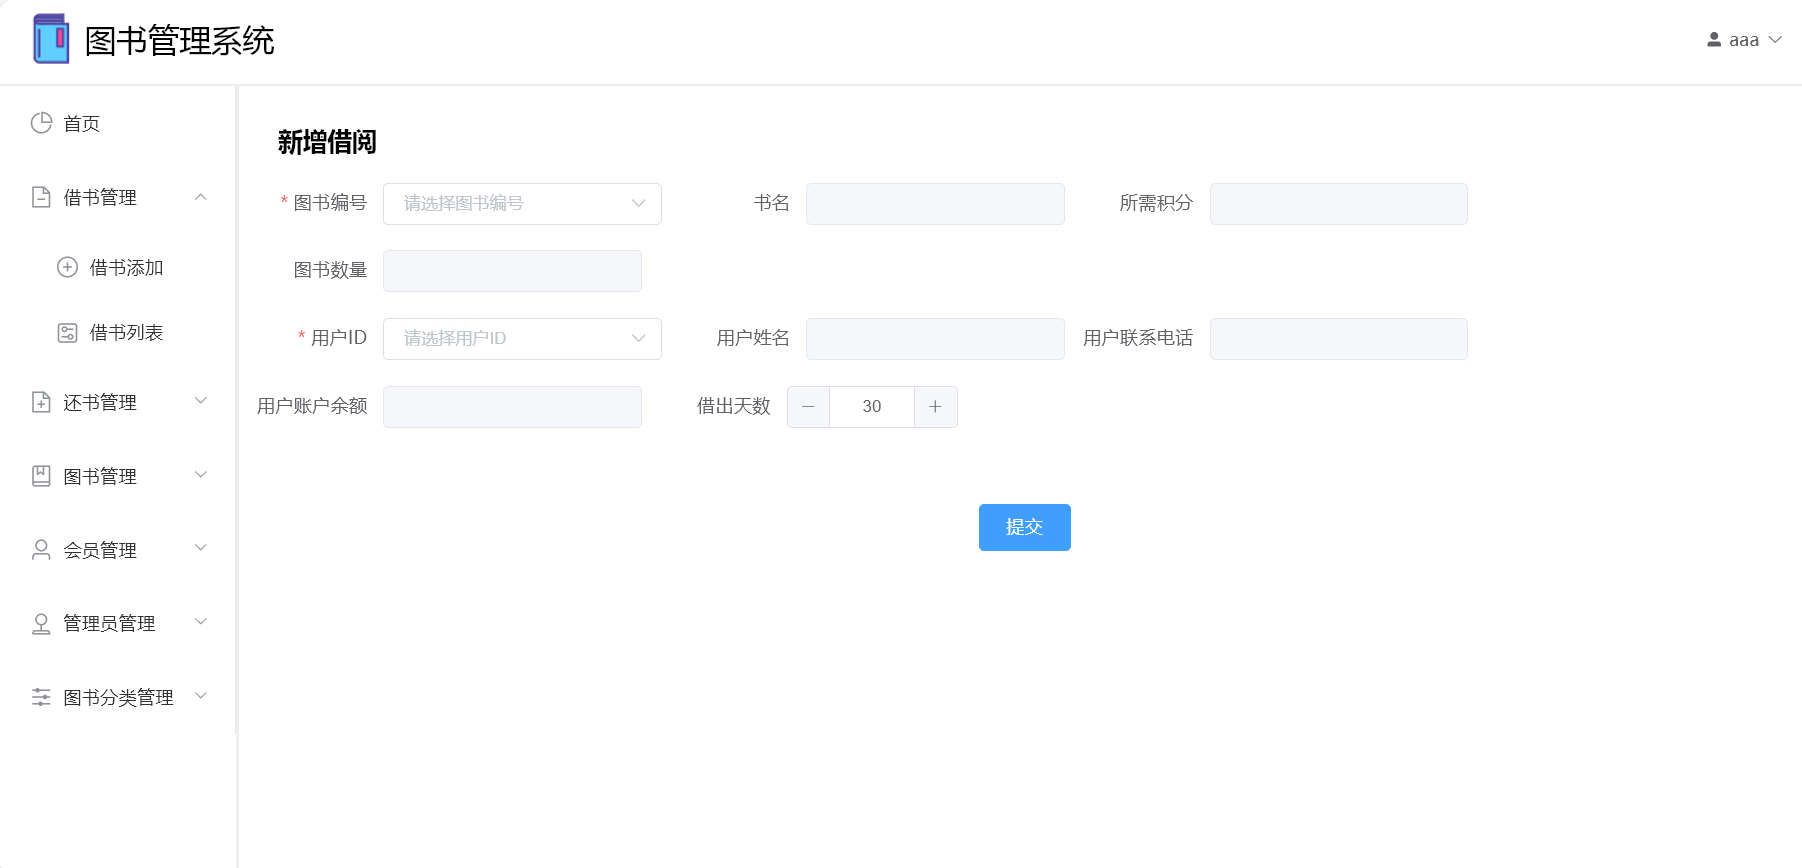 图书管理系统
aaa
首页
借书管理
借书添加
借书列表
还书管理
图书管理
会员管理
管理员管理
图书分类管理
新增借阅
* 图书编号 请选择图书编号 书名 所需积分
图书数量
* 用户ID 请选择用户ID 用户姓名 用户联系电话
用户账户余额 借出天数 30
提交